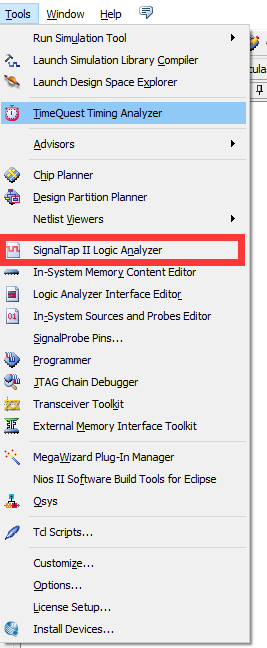 Tools Window Help
Run Simulation Tool
Launch Simulation Library Compiler
Launch Design Space Explorer
TimeQuest Timing Analyzer
Advisors
Chip Planner
Design Partition Planner
Netlist Viewers
SignalTap II Logic Analyzer
In-System Memory Content Editor
Logic Analyzer Interface Editor
In-System Sources and Probes Editor
SignalProbe Pins...
Programmer
JTAG Chain Debugger
Transceiver Toolkit
External Memory Interface Toolkit
MegaWizard Plug-In Manager
Nios II Software Build Tools for Eclipse
Qsys
Tcl Scripts...
Customize...
Options...
License Setup...
Install Devices...